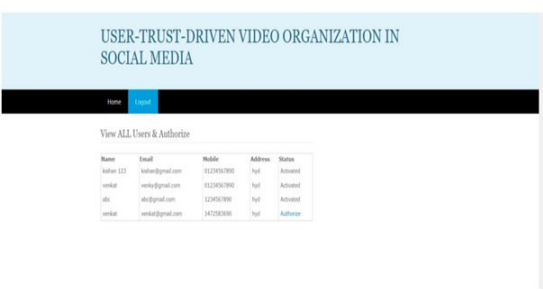 USER-TRUST-DRIVEN VIDEO ORGANIZATION IN
SOCIAL MEDIA
Home Logout
View ALL Users & Authorize
Name Email Mobile Address Status
kishan 123 kishan@gmail.com 01234567890 hyd Activated
venkat venky@gmail.com 01234567890 hyd Activated
abc abc@gmail.com 1234567890 hyd Activated
venkat venkat@gmail.com hyd Authorize